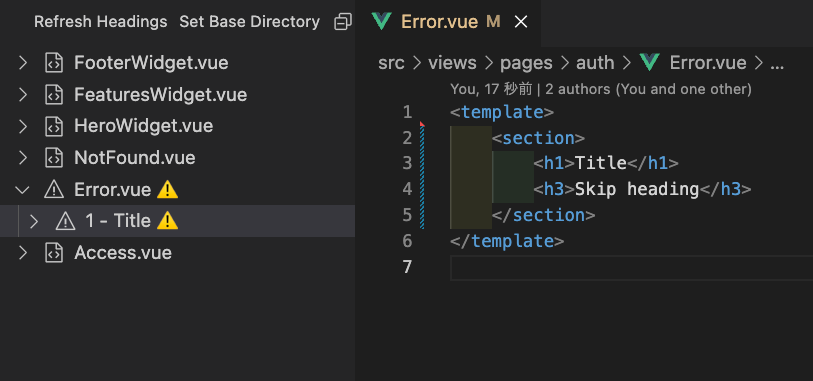 Refresh Headings Set Base Directory
FooterWidget.vue
FeaturesWidget.vue
HeroWidget.vue
NotFound.vue
Error.vue ⚠️
1 - Title ⚠️
Access.vue
Error.vue M
src > views > pages > auth > Error.vue > ...
You, 17 秒前 | 2 authors (You and one other)
1 <template>
2 <section>
3 <h1>Title</h1>
4 <h3>Skip heading</h3>
5 </section>
6 </template>
7